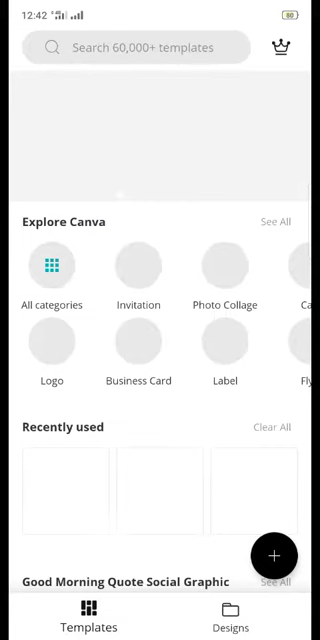 12:42
80
Search 60,000+ templates
Explore Canva See All
All categories Invitation Photo Collage Ca
Logo Business Card Label Fly
Recently used Clear All
Good Morning Quote Social Graphic See All
Templates Designs